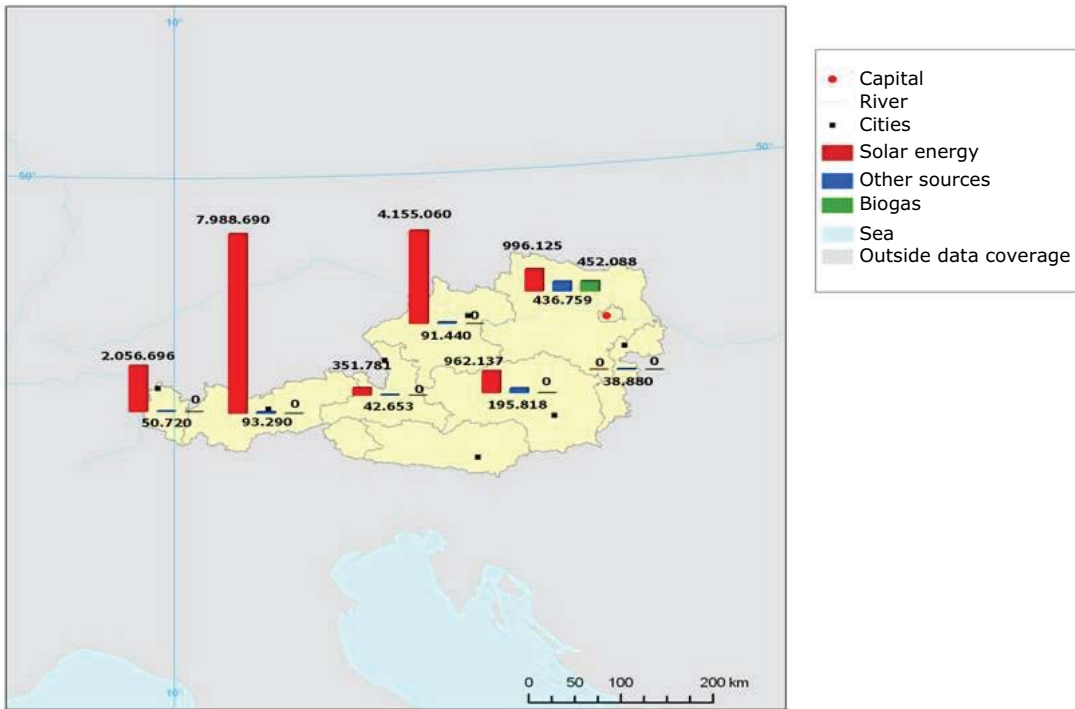 10°
50°
50°
7.988.690
4.155.060
996.125
452.088
436.759
0
91.440
2.056.696
351.781
962.137
0
0
38.880
0
0
0
0
42.653
195.818
50.720
93.290
10°
0 50 100 200 km
Capital
River
Cities
Solar energy
Other sources
Biogas
Sea
Outside data coverage